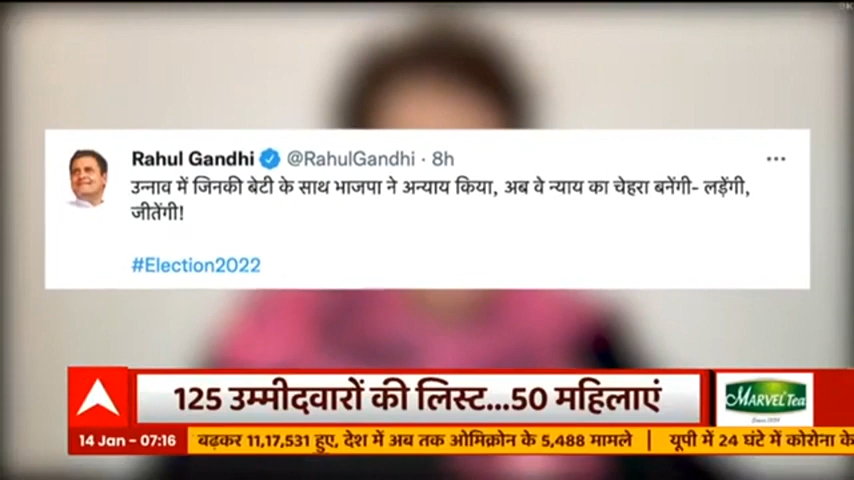 Rahul Gandhi @RahulGandhi · 8h
उन्नाव में जिनकी बेटी के साथ भाजपा ने अन्याय किया, अब वे न्याय का चेहरा बनेंगी- लड़ेंगी,
जीतेंगी!
#Election2022
125 उम्मीदवारों की लिस्ट...50 महिलाएं
MARVEL Tea
14 Jan - 07:16
बढ़कर 11,17,531 हुए, देश में अब तक ओमिक्रोन के 5,488 मामले | यूपी में 24 घंटे में कोरोना के